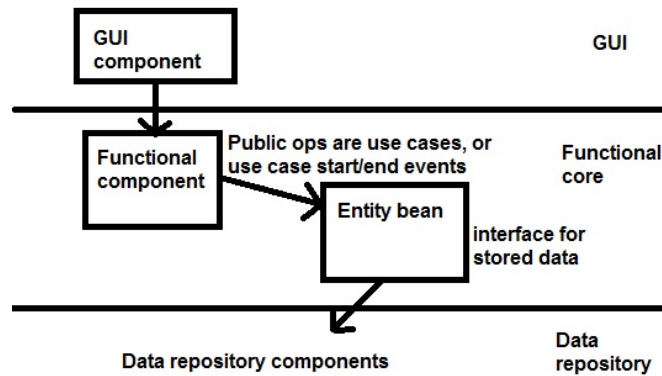 GUI
component
GUI
Public ops are use cases, or
use case start/end events
Functional
component
Functional
core
Entity bean
interface for
stored data
Data repository components
Data
repository